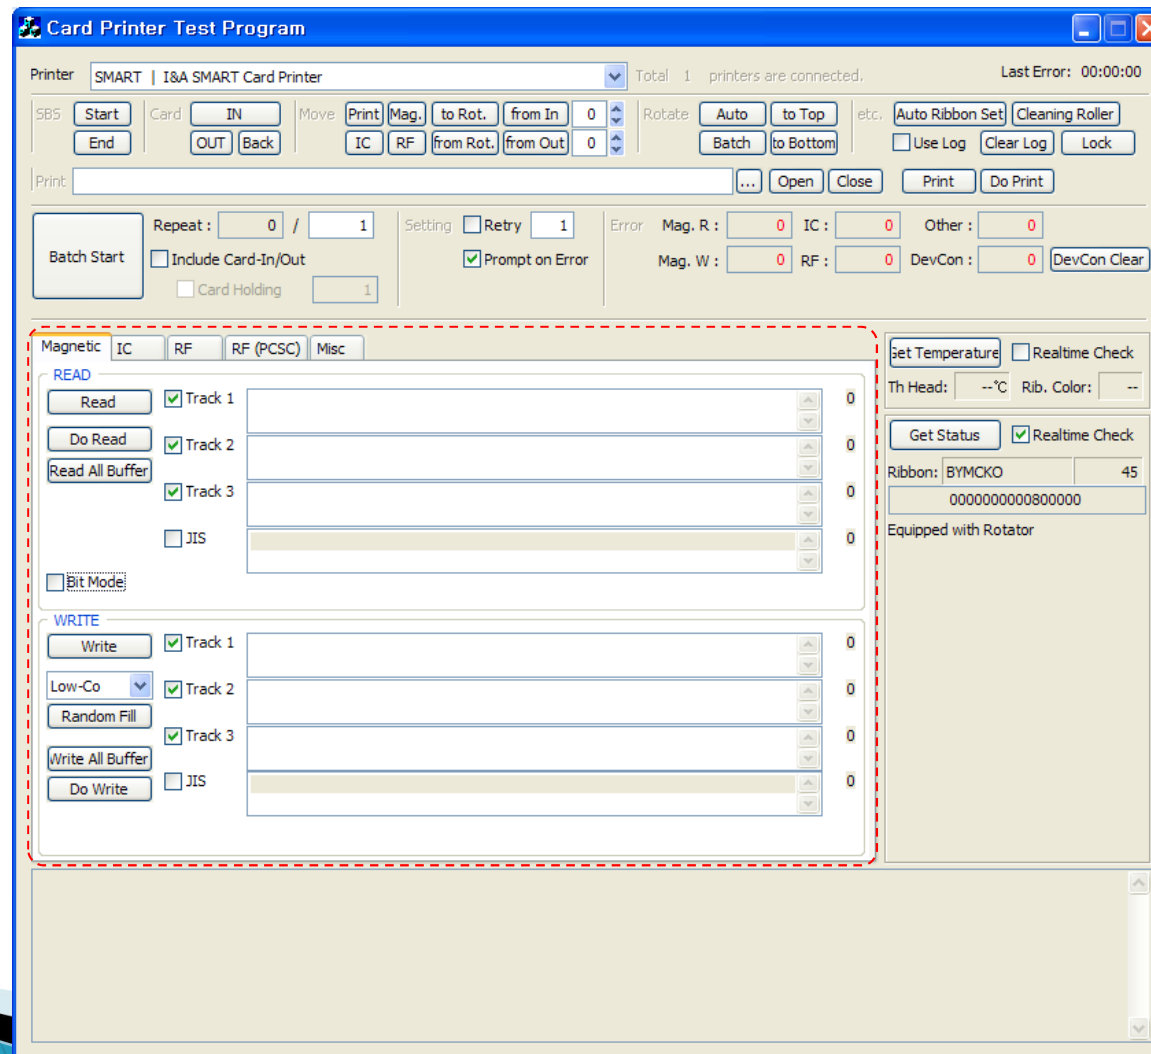 Card Printer Test Program
Printer SMART | I&A SMART Card Printer Total 1 printers are connected. Last Error: 00:00:00
SBS Start Card IN Move Print Mag. to Rot. from In 0 Rotate Auto to Top etc. Auto Ribbon Set Cleaning Roller
End OUT Back IC RF from Rot. from Out 0 Batch to Bottom Use Log Clear Log Lock
Print ... Open Close Print Do Print
Batch Start Repeat : 0 / 1 Setting Retry 1 Error Mag. R : 0 IC : 0 Other : 0
Include Card-In/Out Prompt on Error Mag. W : 0 RF : 0 DevCon : 0 DevCon Clear
Card Holding 1
Magnetic IC RF RF (PCSC) Misc
READ
Read Track 1 0
Do Read Track 2 0
Read All Buffer
Track 3 0
JIS 0
Bit Mode
WRITE
Write Track 1 0
Low-Co Track 2 0
Random Fill
Track 3 0
Write All Buffer
Do Write JIS 0
Get Temperature Realtime Check
Th Head: --°C Rib. Color: --
Get Status Realtime Check
Ribbon: BYMCKO 45
0000000000800000
Equipped with Rotator